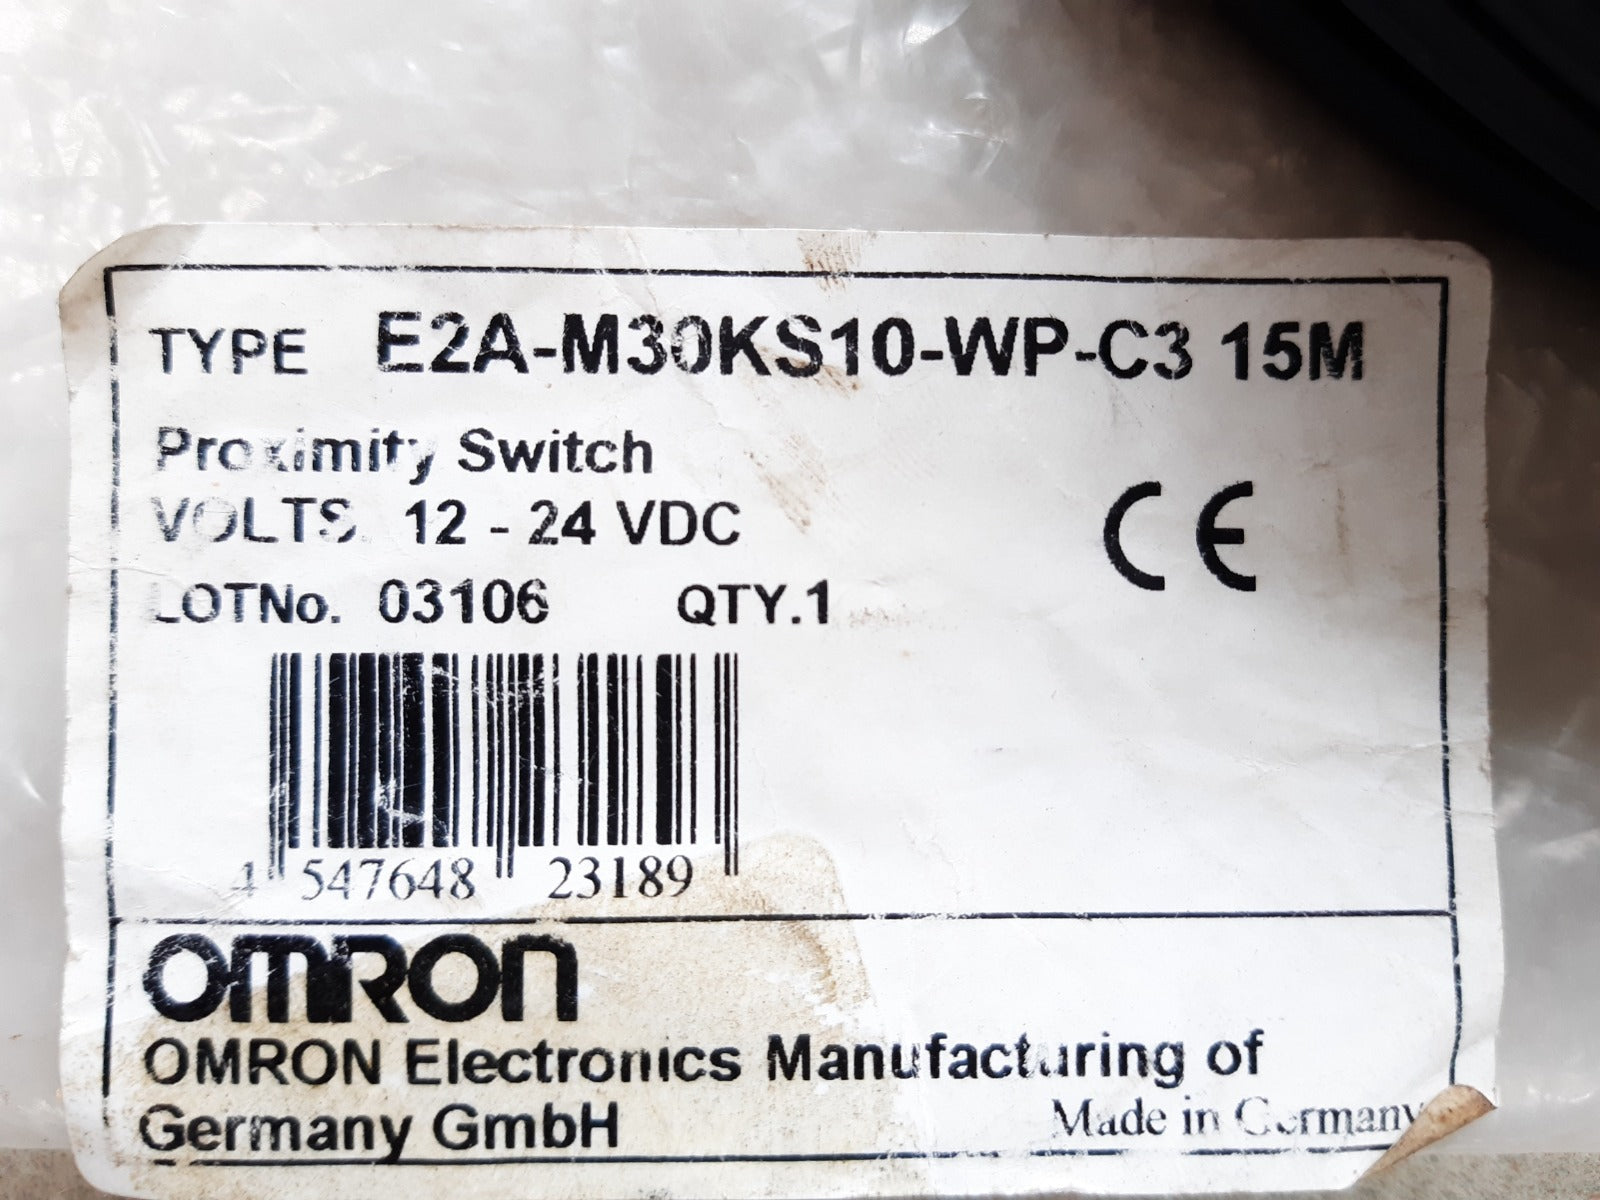 TYPE E2A-M30KS10-WP-C3 15M
Proximity Switch
VOLTS. 12 - 24 VDC
LOTNo. 03106 QTY.1
CE
4 547648 23189
OMRON
OMRON Electronics Manufacturing of
Germany GmbH
Made in Germany